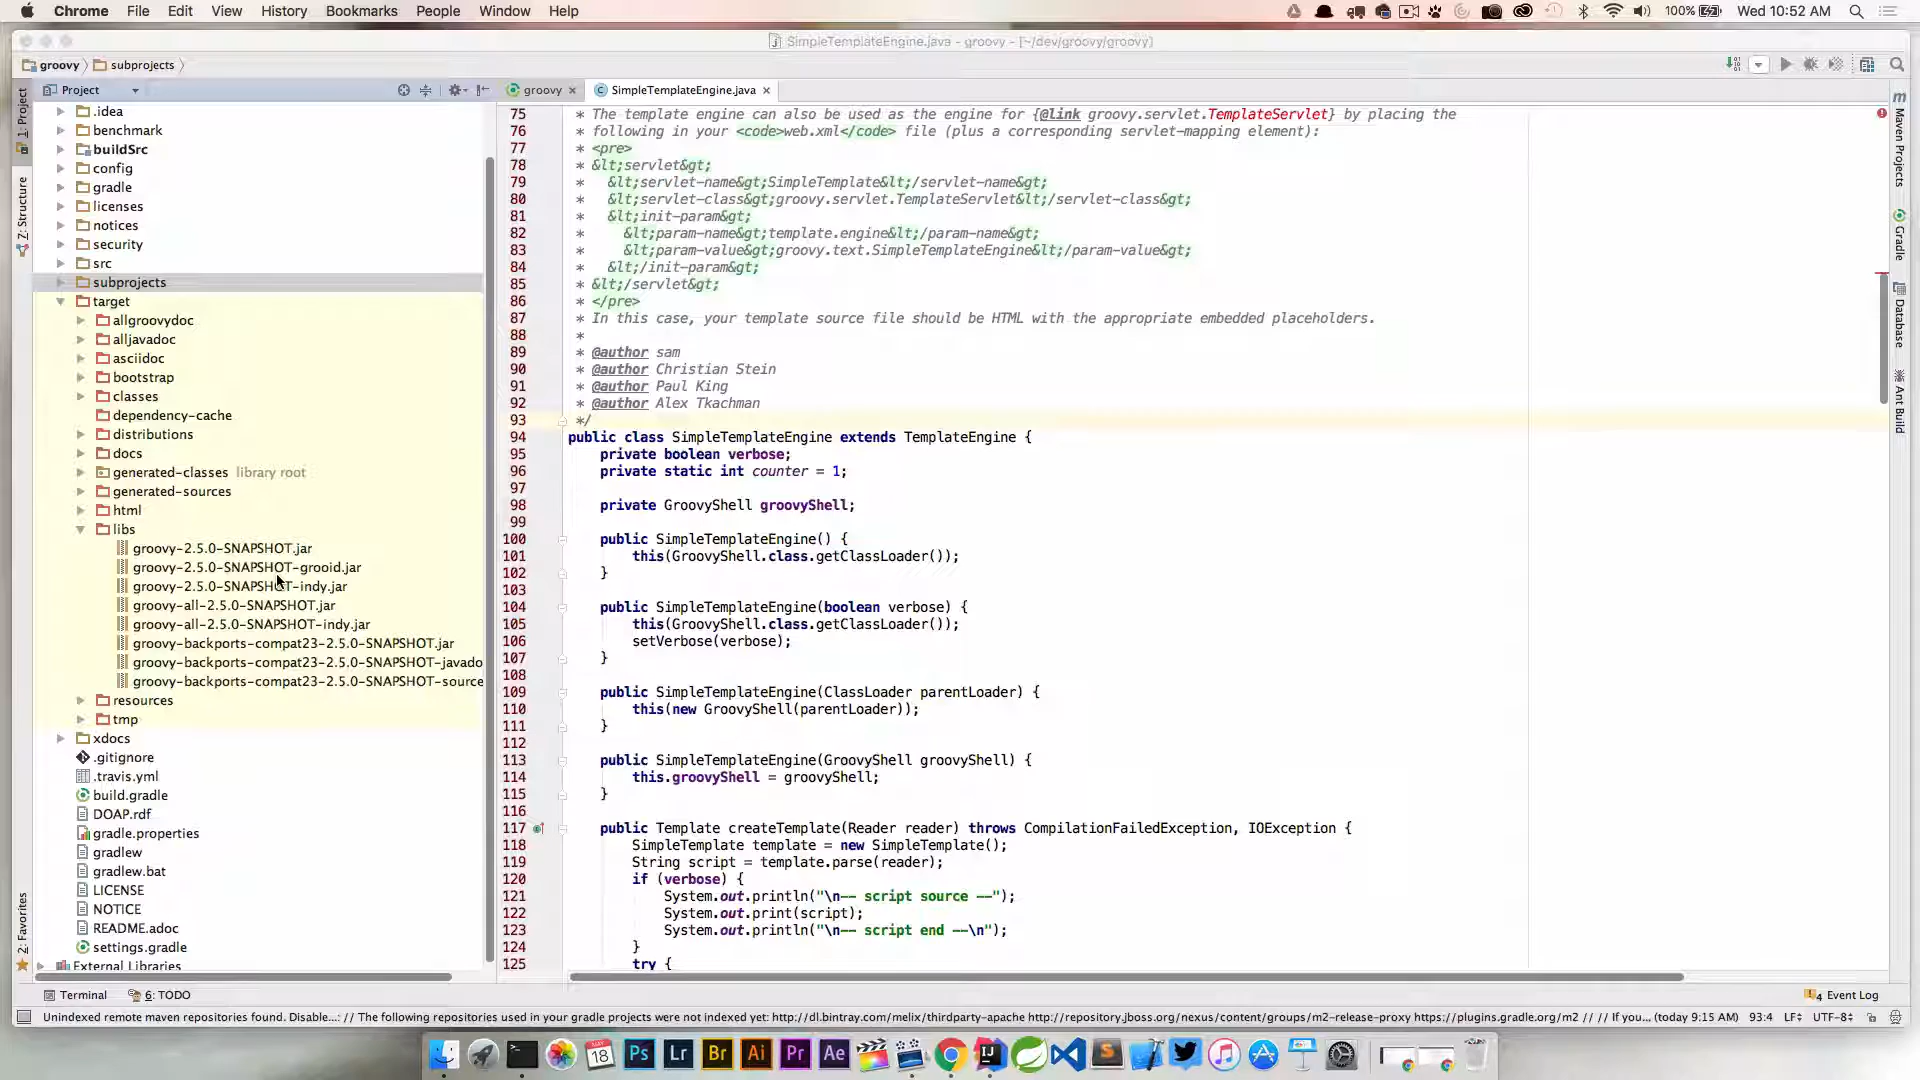 Chrome File Edit View History Bookmarks People Window Help 100% Wed 10:52 AM
SimpleTemplateEngine.java - groovy - [~/dev/groovy/groovy]
groovy subprojects
Project groovy SimpleTemplateEngine.java
1: Project
Z: Structure
2: Favorites
.idea
benchmark
buildSrc
config
gradle
licenses
notices
security
src
subprojects
target
allgroovydoc
alljavadoc
asciidoc
bootstrap
classes
dependency-cache
distributions
docs
generated-classes library root
generated-sources
html
libs
groovy-2.5.0-SNAPSHOT.jar
groovy-2.5.0-SNAPSHOT-grooid.jar
groovy-2.5.0-SNAPSHOT-indy.jar
groovy-all-2.5.0-SNAPSHOT.jar
groovy-all-2.5.0-SNAPSHOT-indy.jar
groovy-backports-compat23-2.5.0-SNAPSHOT.jar
groovy-backports-compat23-2.5.0-SNAPSHOT-javado
groovy-backports-compat23-2.5.0-SNAPSHOT-source
resources
tmp
xdocs
.gitignore
.travis.yml
build.gradle
DOAP.rdf
gradle.properties
gradlew
gradlew.bat
LICENSE
NOTICE
README.adoc
settings.gradle
External Libraries
75 * The template engine can also be used as the engine for {@link groovy.servlet.TemplateServlet} by placing the
76 * following in your <code>web.xml</code> file (plus a corresponding servlet-mapping element):
77 * <pre>
78 * &lt;servlet&gt;
79 * &lt;servlet-name&gt;SimpleTemplate&lt;/servlet-name&gt;
80 * &lt;servlet-class&gt;groovy.servlet.TemplateServlet&lt;/servlet-class&gt;
81 * &lt;init-param&gt;
82 * &lt;param-name&gt;template.engine&lt;/param-name&gt;
83 * &lt;param-value&gt;groovy.text.SimpleTemplateEngine&lt;/param-value&gt;
84 * &lt;/init-param&gt;
85 * &lt;/servlet&gt;
86 * </pre>
87 * In this case, your template source file should be HTML with the appropriate embedded placeholders.
88 *
89 * @author sam
90 * @author Christian Stein
91 * @author Paul King
92 * @author Alex Tkachman
93 */
94 public class SimpleTemplateEngine extends TemplateEngine {
95 private boolean verbose;
96 private static int counter = 1;
97
98 private GroovyShell groovyShell;
99
100 public SimpleTemplateEngine() {
101 this(GroovyShell.class.getClassLoader());
102 }
103
104 public SimpleTemplateEngine(boolean verbose) {
105 this(GroovyShell.class.getClassLoader());
106 setVerbose(verbose);
107 }
108
109 public SimpleTemplateEngine(ClassLoader parentLoader) {
110 this(new GroovyShell(parentLoader));
111 }
112
113 public SimpleTemplateEngine(GroovyShell groovyShell) {
114 this.groovyShell = groovyShell;
115 }
116
117 public Template createTemplate(Reader reader) throws CompilationFailedException, IOException {
118 SimpleTemplate template = new SimpleTemplate();
119 String script = template.parse(reader);
120 if (verbose) {
121 System.out.println("\n-- script source --");
122 System.out.print(script);
123 System.out.println("\n-- script end --\n");
124 }
125 try {
Maven Projects
Gradle
Database
Ant Build
Terminal 6: TODO 4 Event Log
Unindexed remote maven repositories found. Disable...: // The following repositories used in your gradle projects were not indexed yet: http://dl.bintray.com/melix/thirdparty-apache http://repository.jboss.org/nexus/content/groups/m2-release-proxy https://plugins.gradle.org/m2 // // If you... (today 9:15 AM) 93:4 LF UTF-8
MAY 18 Ps Lr Br Ai Pr Ae IJ S